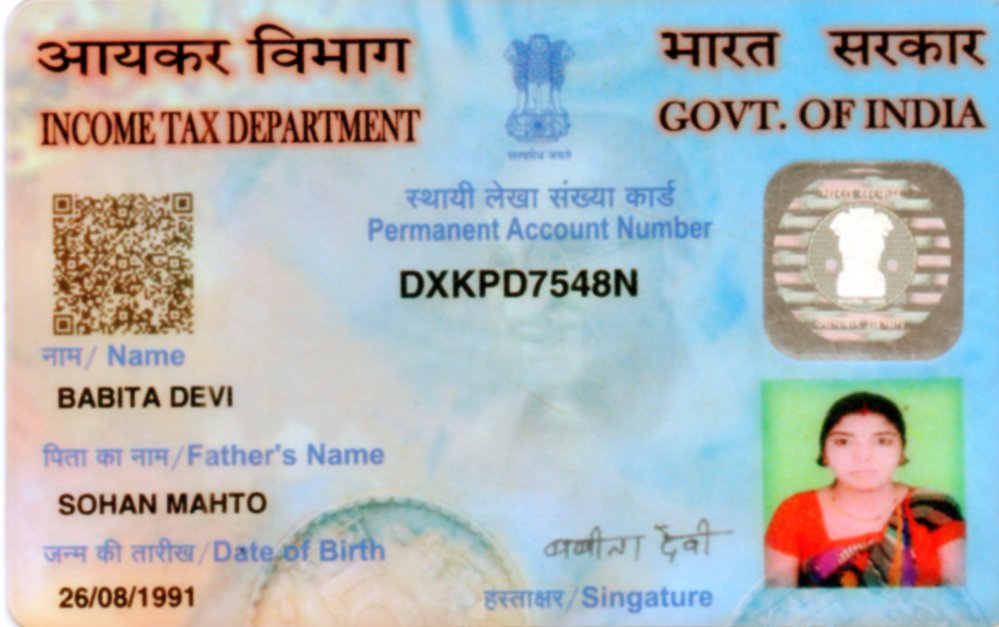 आयकर विभाग
INCOME TAX DEPARTMENT
भारत सरकार
GOVT. OF INDIA
सत्यमेव जयते
स्थायी लेखा संख्या कार्ड
Permanent Account Number
DXKPD7548N
भारत सरकार
आयकर विभाग
नाम/ Name
BABITA DEVI
पिता का नाम/Father's Name
SOHAN MAHTO
जन्म की तारीख/Date of Birth
26/08/1991
बबीता देवी
हस्ताक्षर/Singature